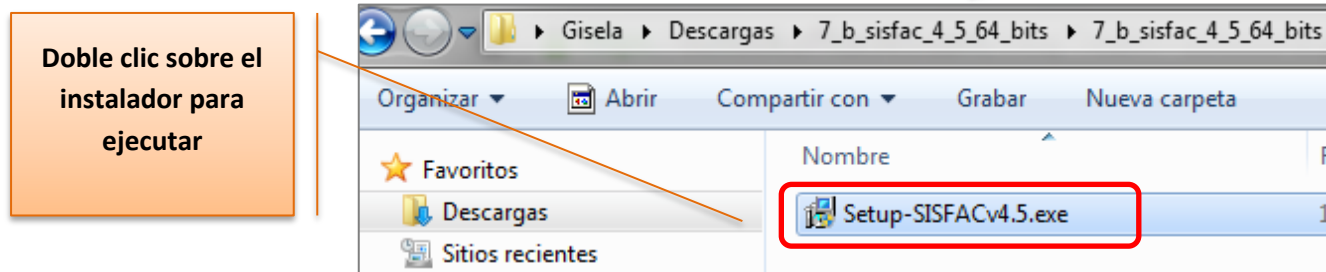 Doble clic sobre el
instalador para
ejecutar
Gisela Descargas 7_b_sisfac_4_5_64_bits 7_b_sisfac_4_5_64_bits
Organizar Abrir Compartir con Grabar Nueva carpeta
Favoritos
Descargas
Sitios recientes
Nombre
Setup-SISFACv4.5.exe